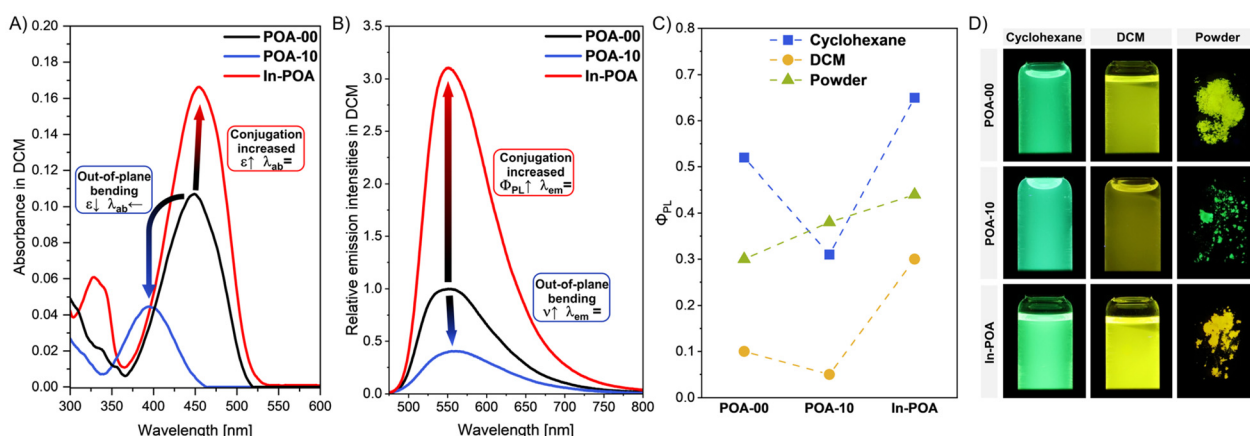 A)
Absorbance in DCM
0.20
0.18
0.16
0.14
0.12
0.10
0.08
0.06
0.04
0.02
0.00
POA-00
POA-10
In-POA
Conjugation
increased
ε↑ λab=
Out-of-plane
bending
ε↓ λab←
300 350 400 450 500 550 600
Wavelength [nm]
B)
Relative emission intensities in DCM
3.5
3.0
2.5
2.0
1.5
1.0
0.5
0.0
POA-00
POA-10
In-POA
Conjugation
increased
ΦPL↑ λem=
Out-of-plane
bending
ν↑ λem=
500 550 600 650 700 750 800
Wavelength [nm]
C)
ΦPL
0.8
0.7
0.6
0.5
0.4
0.3
0.2
0.1
0.0
Cyclohexane
DCM
Powder
POA-00 POA-10 In-POA
D)
Cyclohexane DCM Powder
POA-00
POA-10
In-POA